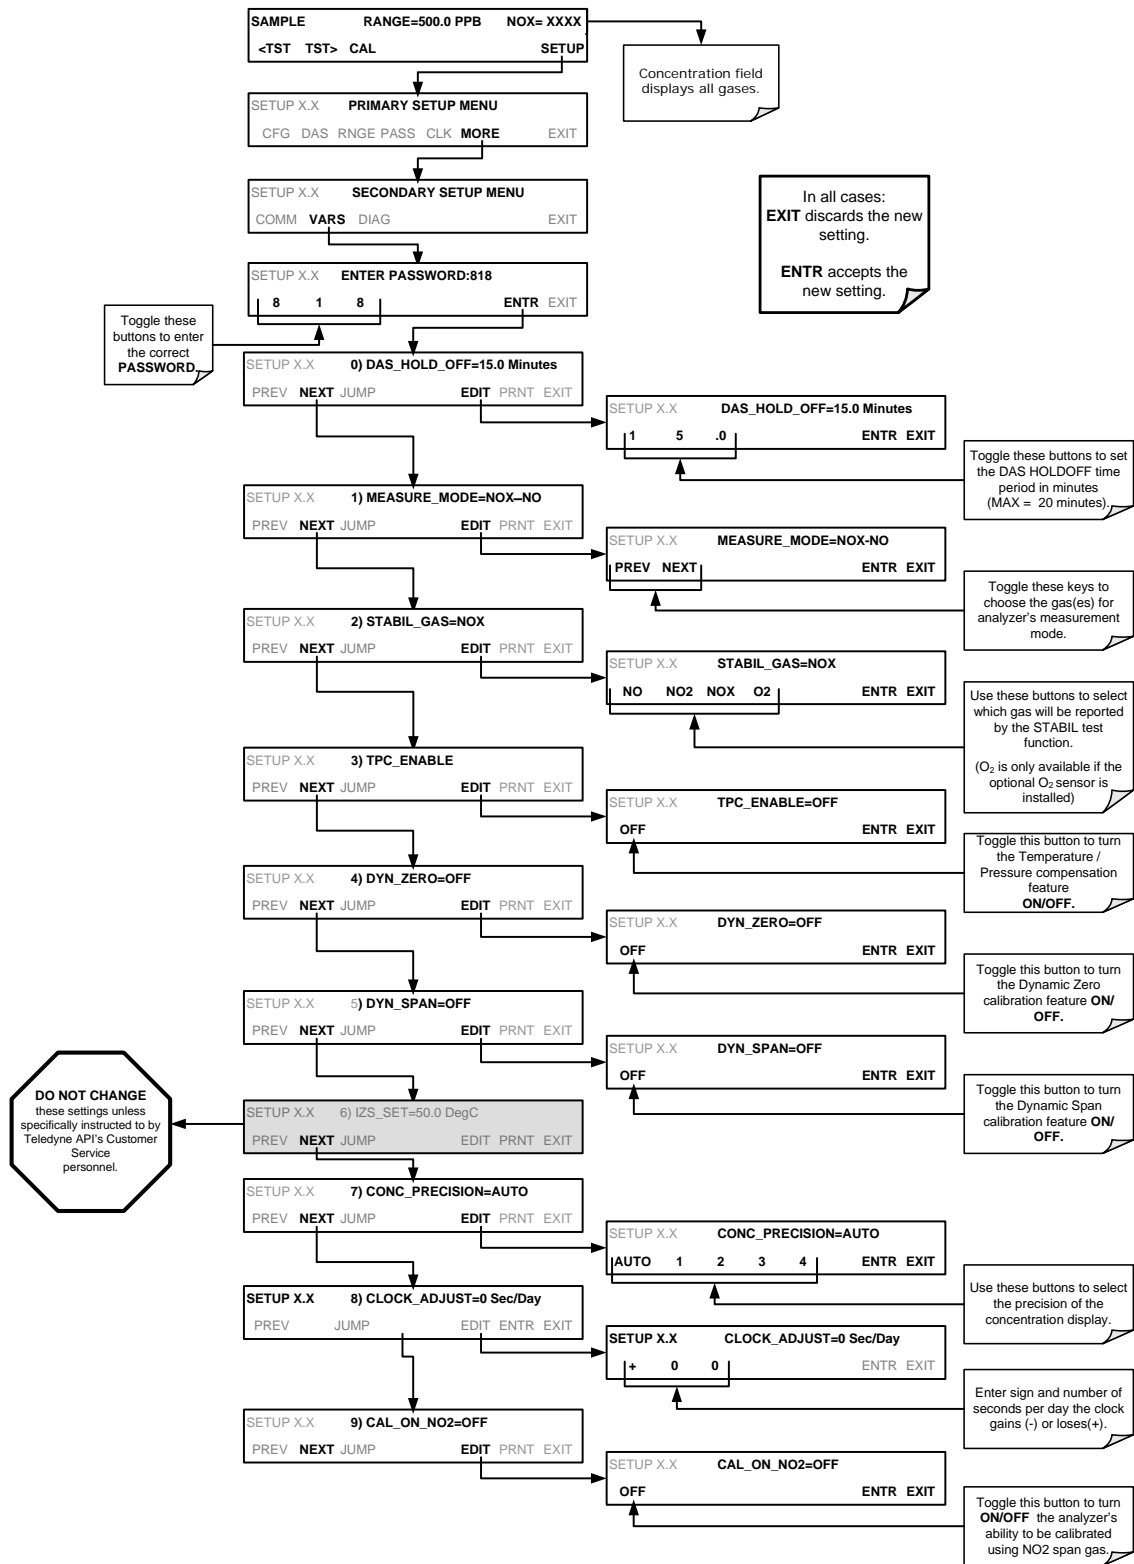 SAMPLE RANGE=500.0 PPB NOX= XXXX
<TST TST> CAL SETUP
Concentration field
displays all gases.
SETUP X.X PRIMARY SETUP MENU
CFG DAS RNGE PASS CLK MORE EXIT
SETUP X.X SECONDARY SETUP MENU
COMM VARS DIAG EXIT
In all cases:
EXIT discards the new
setting.
ENTR accepts the
new setting.
SETUP X.X ENTER PASSWORD:818
8 1 8 ENTR EXIT
Toggle these
buttons to enter
the correct
PASSWORD.
SETUP X.X 0) DAS_HOLD_OFF=15.0 Minutes
PREV NEXT JUMP EDIT PRNT EXIT
SETUP X.X DAS_HOLD_OFF=15.0 Minutes
1 5 .0 ENTR EXIT
Toggle these buttons to set
the DAS HOLDOFF time
period in minutes
(MAX = 20 minutes).
SETUP X.X 1) MEASURE_MODE=NOX–NO
PREV NEXT JUMP EDIT PRNT EXIT
SETUP X.X MEASURE_MODE=NOX-NO
PREV NEXT ENTR EXIT
Toggle these keys to
choose the gas(es) for
analyzer's measurement
mode.
SETUP X.X 2) STABIL_GAS=NOX
PREV NEXT JUMP EDIT PRNT EXIT
SETUP X.X STABIL_GAS=NOX
NO NO2 NOX O2 ENTR EXIT
Use these buttons to select
which gas will be reported
by the STABIL test
function.
(O₂ is only available if the
optional O₂ sensor is
installed)
SETUP X.X 3) TPC_ENABLE
PREV NEXT JUMP EDIT PRNT EXIT
SETUP X.X TPC_ENABLE=OFF
OFF ENTR EXIT
Toggle this button to turn
the Temperature /
Pressure compensation
feature
ON/OFF.
SETUP X.X 4) DYN_ZERO=OFF
PREV NEXT JUMP EDIT PRNT EXIT
SETUP X.X DYN_ZERO=OFF
OFF ENTR EXIT
Toggle this button to turn
the Dynamic Zero
calibration feature ON/
OFF.
SETUP X.X 5) DYN_SPAN=OFF
PREV NEXT JUMP EDIT PRNT EXIT
SETUP X.X DYN_SPAN=OFF
OFF ENTR EXIT
Toggle this button to turn
the Dynamic Span
calibration feature ON/
OFF.
DO NOT CHANGE
these settings unless
specifically instructed to by
Teledyne API's Customer
Service
personnel.
SETUP X.X 6) IZS_SET=50.0 DegC
PREV NEXT JUMP EDIT PRNT EXIT
SETUP X.X 7) CONC_PRECISION=AUTO
PREV NEXT JUMP EDIT PRNT EXIT
SETUP X.X CONC_PRECISION=AUTO
AUTO 1 2 3 4 ENTR EXIT
Use these buttons to select
the precision of the
concentration display.
SETUP X.X 8) CLOCK_ADJUST=0 Sec/Day
PREV JUMP EDIT ENTR EXIT
SETUP X.X CLOCK_ADJUST=0 Sec/Day
+ 0 0 ENTR EXIT
Enter sign and number of
seconds per day the clock
gains (-) or loses(+).
SETUP X.X 9) CAL_ON_NO2=OFF
PREV NEXT JUMP EDIT PRNT EXIT
SETUP X.X CAL_ON_NO2=OFF
OFF ENTR EXIT
Toggle this button to turn
ON/OFF the analyzer's
ability to be calibrated
using NO2 span gas.